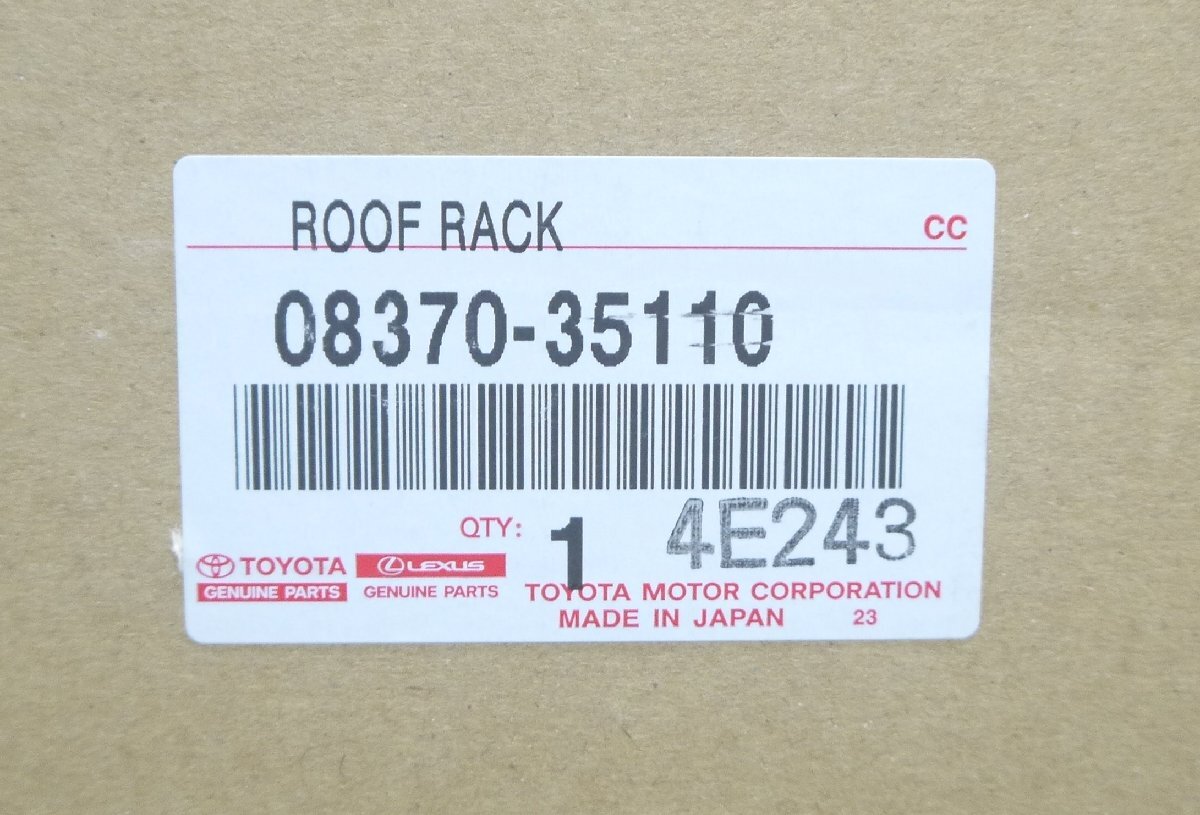 ROOF RACK CC
08370-35110
QTY: 1 4E243
TOYOTA LEXUS
GENUINE PARTS GENUINE PARTS
TOYOTA MOTOR CORPORATION
MADE IN JAPAN 23